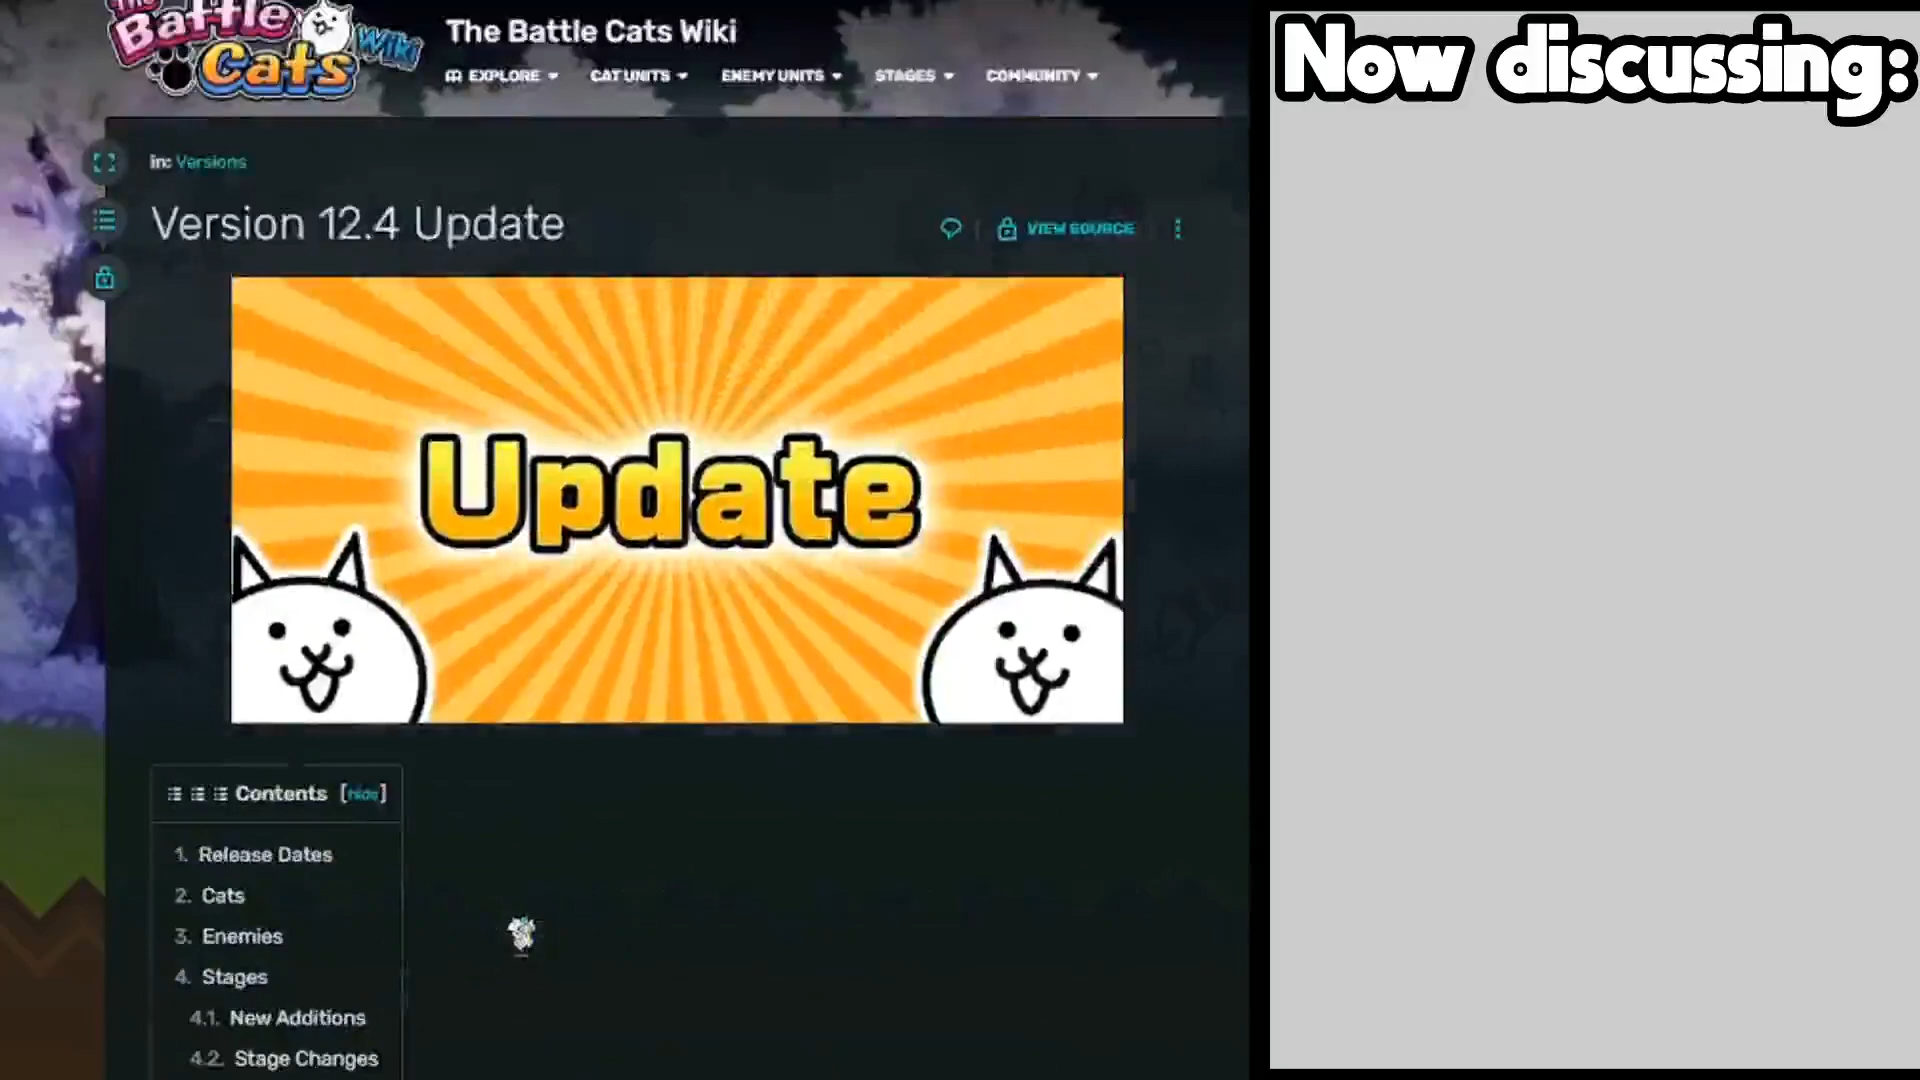 The
Battle
Cats
Wiki
The Battle Cats Wiki
EXPLORE
CAT UNITS
ENEMY UNITS
STAGES
COMMUNITY
Now discussing:
in: Versions
Version 12.4 Update
VIEW SOURCE
Update
Contents [hide]
1. Release Dates
2. Cats
3. Enemies
4. Stages
4.1. New Additions
4.2. Stage Changes